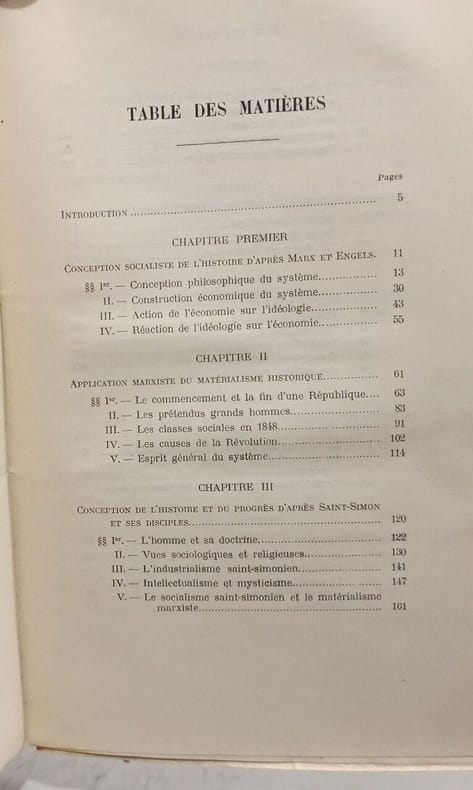 TABLE DES MATIÈRES
Pages
INTRODUCTION 5
CHAPITRE PREMIER
CONCEPTION SOCIALISTE DE L'HISTOIRE D'APRÈS MARX ET ENGELS. 11
§§ Ier. — Conception philosophique du système 13
II. — Construction économique du système 30
III. — Action de l'économie sur l'idéologie 43
IV. — Réaction de l'idéologie sur l'économie 55
CHAPITRE II
APPLICATION MARXISTE DU MATÉRIALISME HISTORIQUE 61
§§ Ier. — Le commencement et la fin d'une République 63
II. — Les prétendus grands hommes 83
III. — Les classes sociales en 1848 91
IV. — Les causes de la Révolution 102
V. — Esprit général du système 114
CHAPITRE III
CONCEPTION DE L'HISTOIRE ET DU PROGRÈS D'APRÈS SAINT-SIMON
ET SES DISCIPLES 120
§§ Ier. — L'homme et sa doctrine 122
II. — Vues sociologiques et religieuses 130
III. — L'industrialisme saint-simonien 141
IV. — Intellectualisme et mysticisme 147
V. — Le socialisme saint-simonien et le matérialisme
marxiste 161